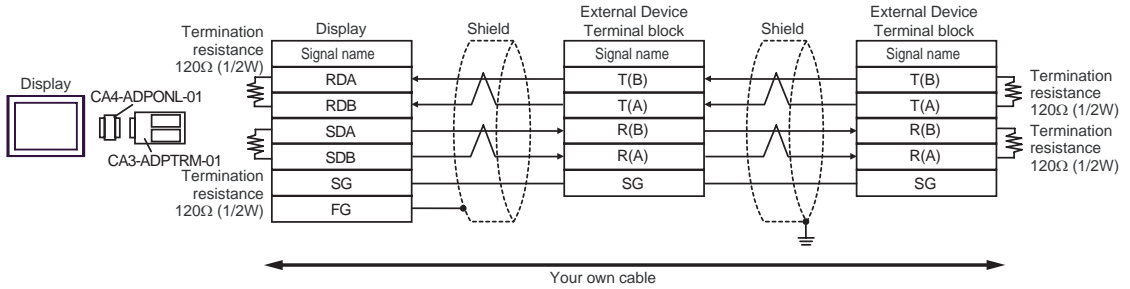 Display
CA4-ADPONL-01
CA3-ADPTRM-01
Termination
resistance
120Ω (1/2W)
Termination
resistance
120Ω (1/2W)
Display
Signal name
RDA
RDB
SDA
SDB
SG
FG
Shield
External Device
Terminal block
Signal name
T(B)
T(A)
R(B)
R(A)
SG
Shield
External Device
Terminal block
Signal name
T(B)
T(A)
R(B)
R(A)
SG
Termination
resistance
120Ω (1/2W)
Termination
resistance
120Ω (1/2W)
Your own cable